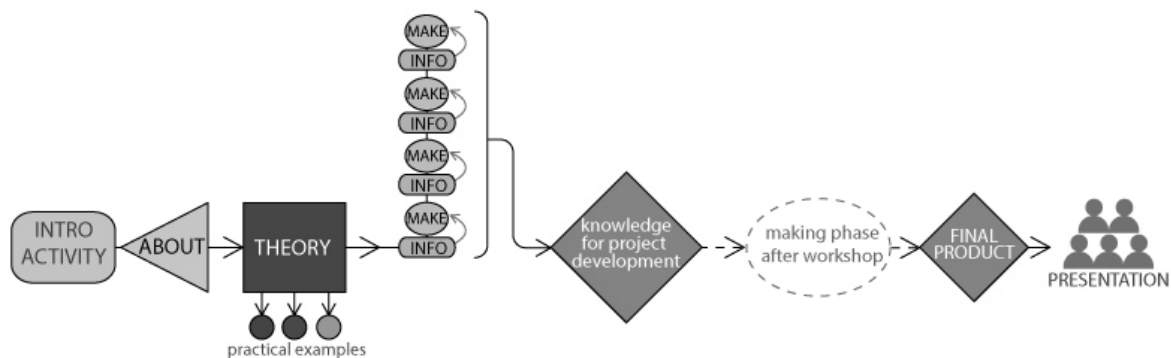 MAKE
INFO
MAKE
INFO
MAKE
INFO
MAKE
INFO
INTRO
ACTIVITY
ABOUT
THEORY
practical examples
knowledge
for project
development
making phase
after workshop
FINAL
PRODUCT
PRESENTATION